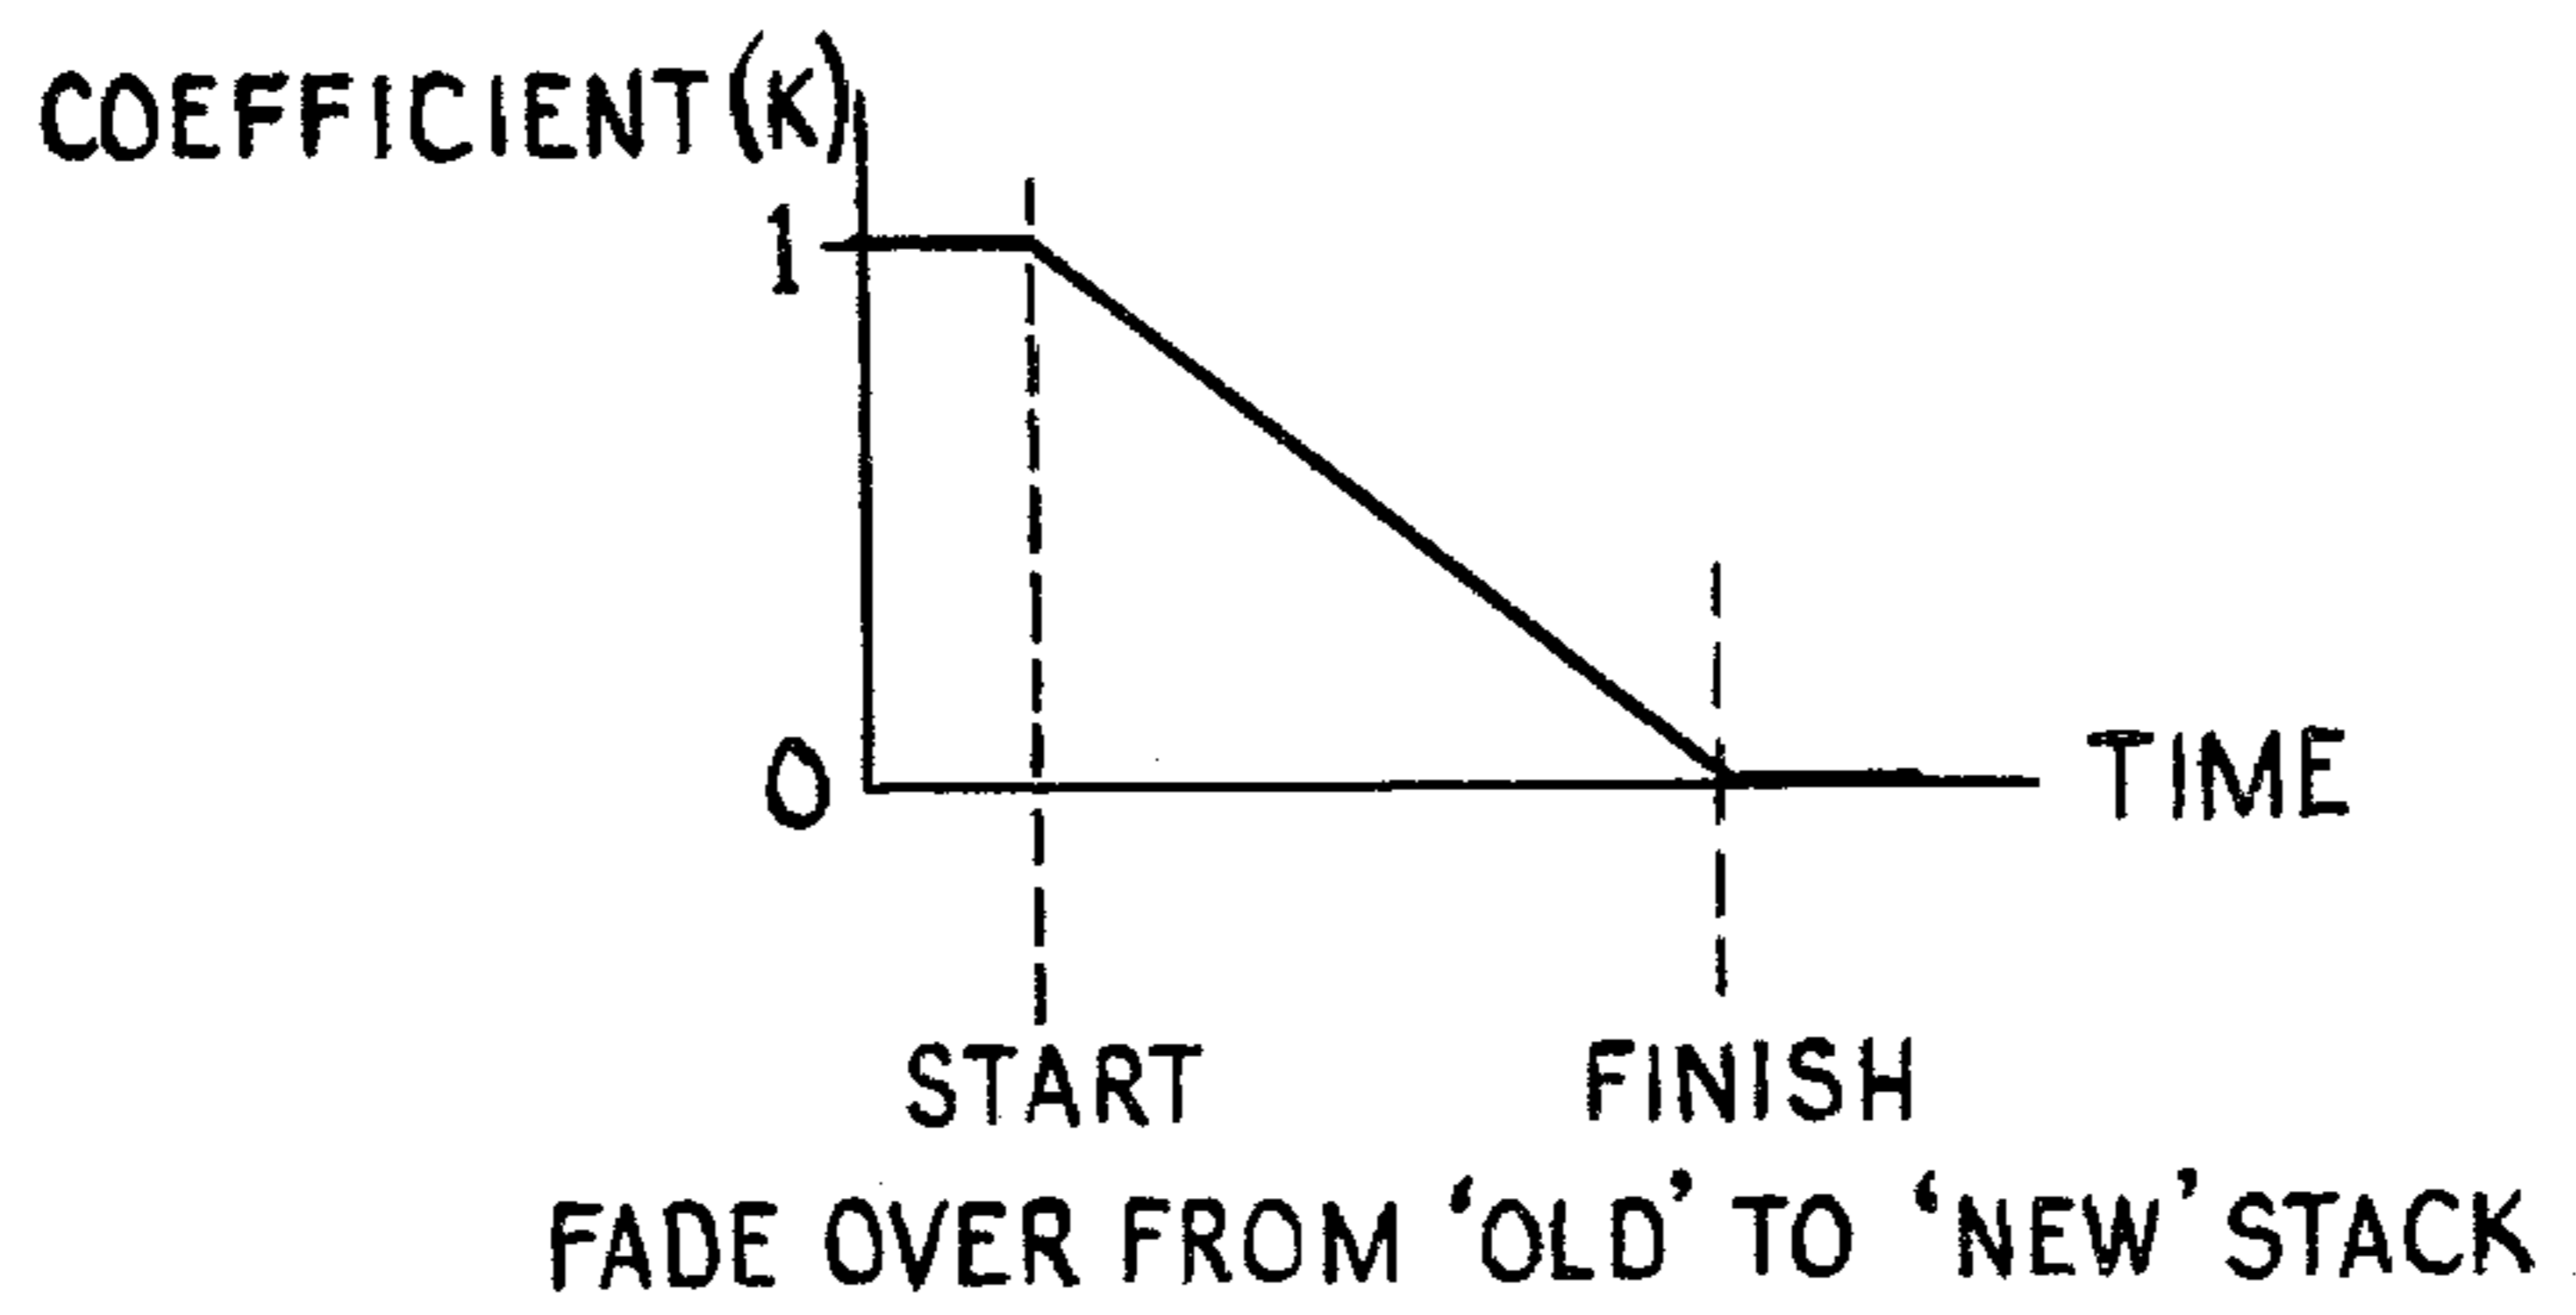 COEFFICIENT (K)
1
0
TIME
START FINISH
FADE OVER FROM 'OLD' TO 'NEW' STACK